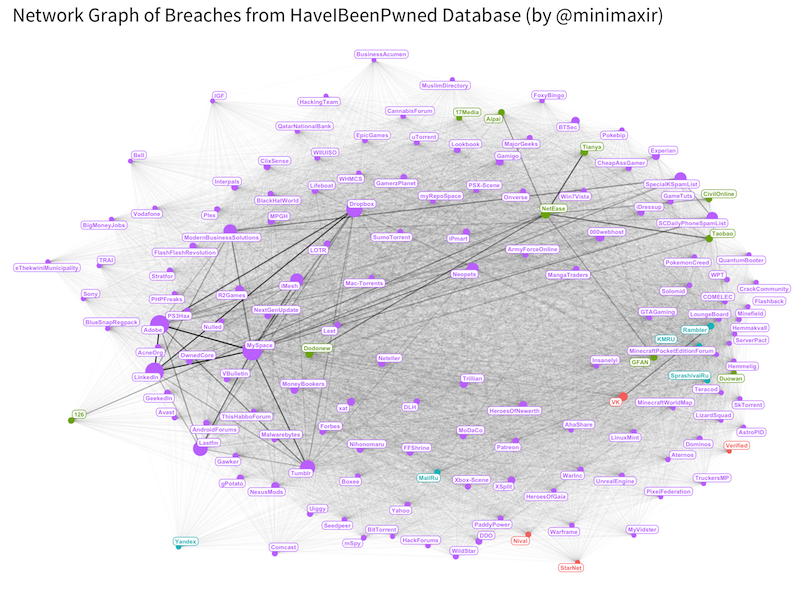 Network Graph of Breaches from HaveIBeenPwned Database (by @minimaxir)
BusinessAcumen
MuslimDirectory
IGF
HackingTeam
FoxyBingo
CannabisForum
17Media
Aipai
QatarNationalBank
BTSec
EpicGames
uTorrent
Pokebip
Lookbook
MajorGeeks
Tianya
Bell
CilxSense
WIIUISO
Gamigo
CheapAssGamer
Experian
Interpals
Lifeboat
WHMCS
GamerzPlanet
PSX-Scene
SpecialKSpamList
BlackHatWorld
myRepoSpace
Onverse
Win7Vista
GameTuts
CivilOnline
Vodafone
Plex
MPGH
Dropbox
NetEase
iDressup
BigMoneyJobs
SCDailyPhoneSpamList
ModernBusinessSolutions
SumoTorrent
iPmart
000webhost
Taobao
FlashFlashRevolution
LOTR
ArmyForceOnline
eThekwiniMunicipality
TRAI
Stratfor
Neopets
MangaTraders
PokemonCreed
QuantumBooter
WPT
iMesh
Mac-Torrents
Sony
PHPFreaks
R2Games
Solomid
COMELEC
CrackCommunity
Flashback
NextGenUpdate
PS3Hax
GTAGaming
LoungeBoard
Minefield
BlueSnapRegpack
Adobe
Nulled
Last
Rambler
Hemmakvall
KMRU
ServerPact
MySpace
Dodonew
AcneOrg
OwnedCore
MinecraftPocketEditionForum
Neteller
Insanelyi
GFAN
Hemmelig
LinkedIn
VBulletin
Trillian
SprashivaiRu
Duowan
MoneyBookers
Teracod
GeekedIn
VK
MinecraftWorldMap
SkTorrent
xat
DLH
HeroesOfNewerth
126
Avast
ThisHabboForum
LizardSquad
Forbes
AhaShare
AndroidForums
Malwarebytes
MoDaCo
LinuxMint
AstroPID
Lastfm
Nihonomaru
FFShrine
Patreon
Dominos
Verified
Gawker
Aternos
Tumblr
gPotato
Boxee
MailRu
Xbox-Scene
XSplit
WarInc
UnrealEngine
TruckersMP
NexusMods
HeroesOfGaia
PixelFederation
Uiggy
Yahoo
Seedpeer
PaddyPower
BitTorrent
Warframe
MyVidster
Yandex
mSpy
HackForums
DDO
Nival
Comcast
WildStar
StarNet